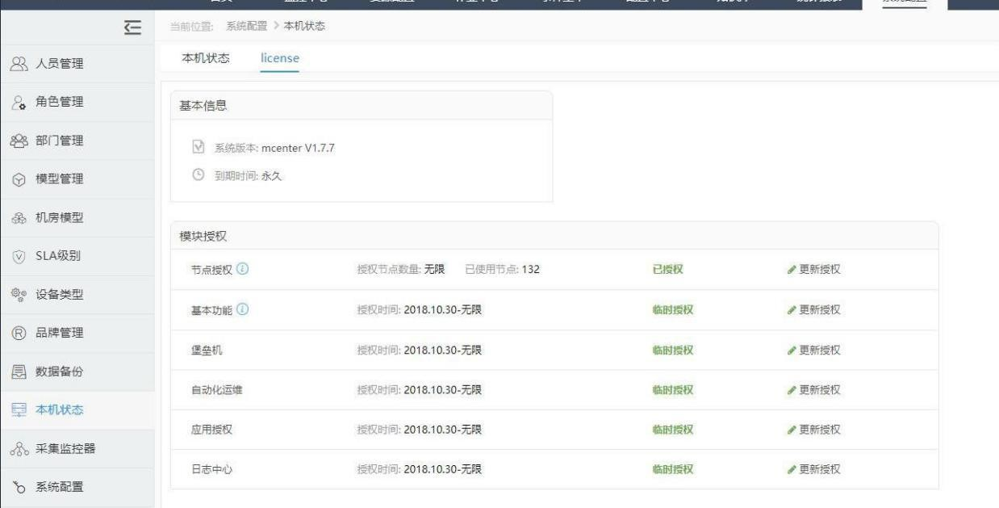 当前位置: 系统配置 > 本机状态
本机状态 license
人员管理
角色管理
部门管理
模型管理
机房模型
SLA级别
设备类型
品牌管理
数据备份
本机状态
采集监控器
系统配置
基本信息
系统版本: mcenter V1.7.7
到期时间: 永久
模块授权
节点授权 授权节点数量: 无限 已使用节点: 132 已授权 更新授权
基本功能 授权时间: 2018.10.30-无限 临时授权 更新授权
堡垒机 授权时间: 2018.10.30-无限 临时授权 更新授权
自动化运维 授权时间: 2018.10.30-无限 临时授权 更新授权
应用授权 授权时间: 2018.10.30-无限 临时授权 更新授权
日志中心 授权时间: 2018.10.30-无限 临时授权 更新授权